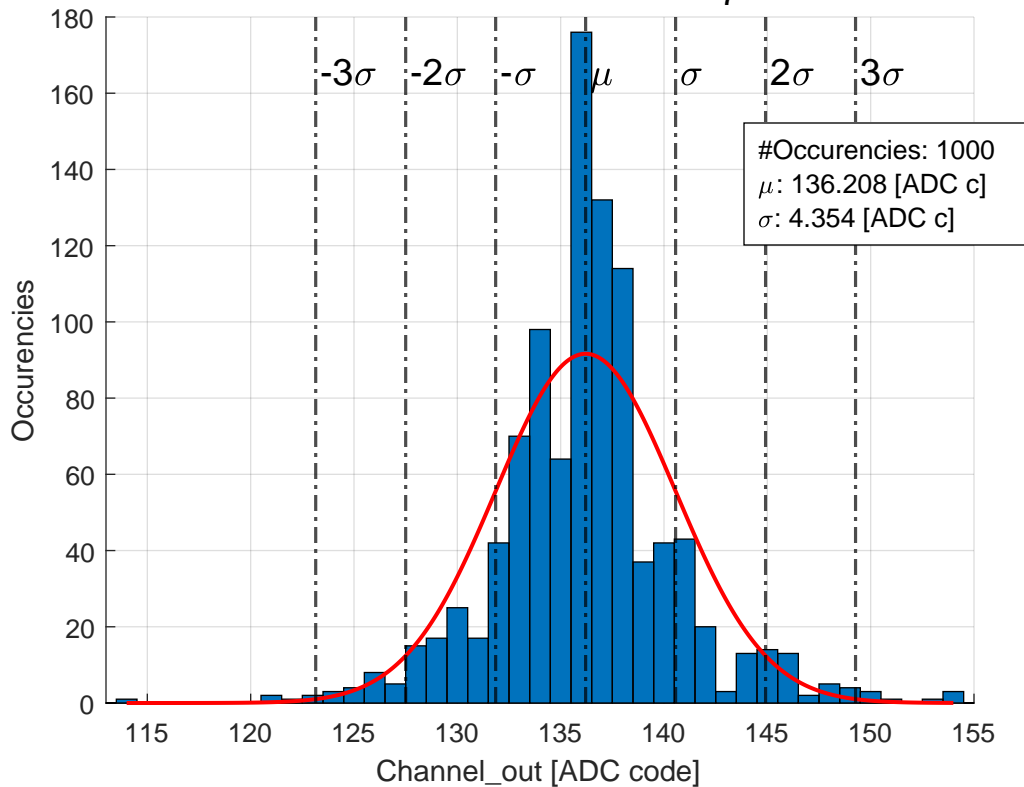 180
160
140
120
100
80
60
40
20
0
-3σ
-2σ
-σ
μ
σ
2σ
3σ
#Occurencies: 1000
μ: 136.208 [ADC c]
σ: 4.354 [ADC c]
Occurencies
115
120
125
130
135
140
145
150
155
Channel_out [ADC code]